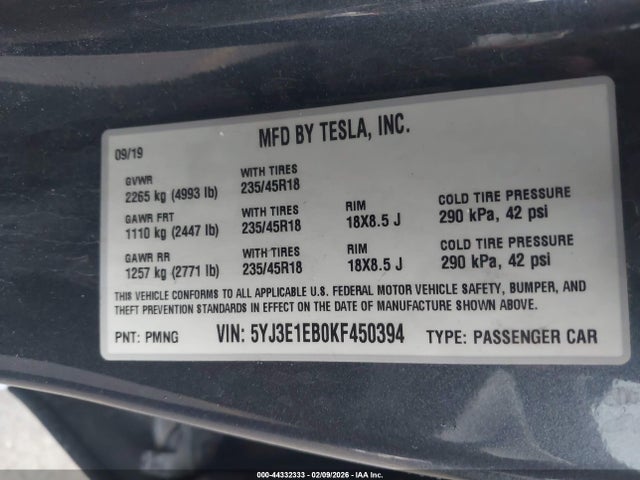 MFD BY TESLA, INC.
09/19
GVWR
2265 kg (4993 lb)
WITH TIRES
235/45R18
GAWR FRT
1110 kg (2447 lb)
WITH TIRES
235/45R18
RIM
18X8.5 J
COLD TIRE PRESSURE
290 kPa, 42 psi
GAWR RR
1257 kg (2771 lb)
WITH TIRES
235/45R18
RIM
18X8.5 J
COLD TIRE PRESSURE
290 kPa, 42 psi
THIS VEHICLE CONFORMS TO ALL APPLICABLE U.S. FEDERAL MOTOR VEHICLE SAFETY, BUMPER, AND
THEFT PREVENTION STANDARDS IN EFFECT ON THE DATE OF MANUFACTURE SHOWN ABOVE.
PNT: PMNG VIN: 5YJ3E1EB0KF450394 TYPE: PASSENGER CAR
000-44332333 - 02/09/2026 - IAA Inc.